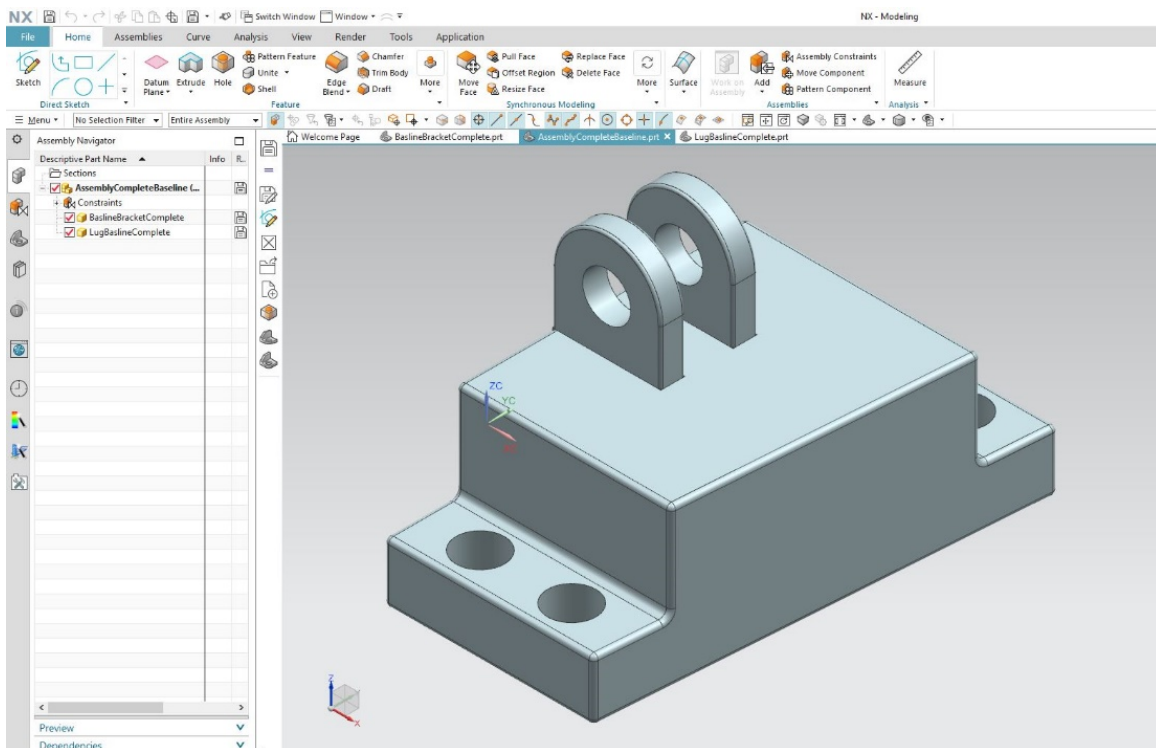 NX
Switch Window
Window
NX - Modeling
File
Home
Assemblies
Curve
Analysis
View
Render
Tools
Application
Sketch
Direct Sketch
Datum Plane
Extrude
Hole
Pattern Feature
Unite
Shell
Edge Blend
Chamfer
Trim Body
Draft
More
Feature
Move Face
Pull Face
Offset Region
Resize Face
Replace Face
Delete Face
More
Synchronous Modeling
Surface
Work on Assembly
Add
Assembly Constraints
Move Component
Pattern Component
Assemblies
Measure
Analysis
Menu
No Selection Filter
Entire Assembly
Assembly Navigator
Welcome Page
BaslineBracketComplete.prt
AssemblyCompleteBaseline.prt
LugBaslineComplete.prt
Descriptive Part Name
Info
R..
Sections
AssemblyCompleteBaseline (...
Constraints
BaslineBracketComplete
LugBaslineComplete
ZC
YC
Z
X
Preview
Dependencies